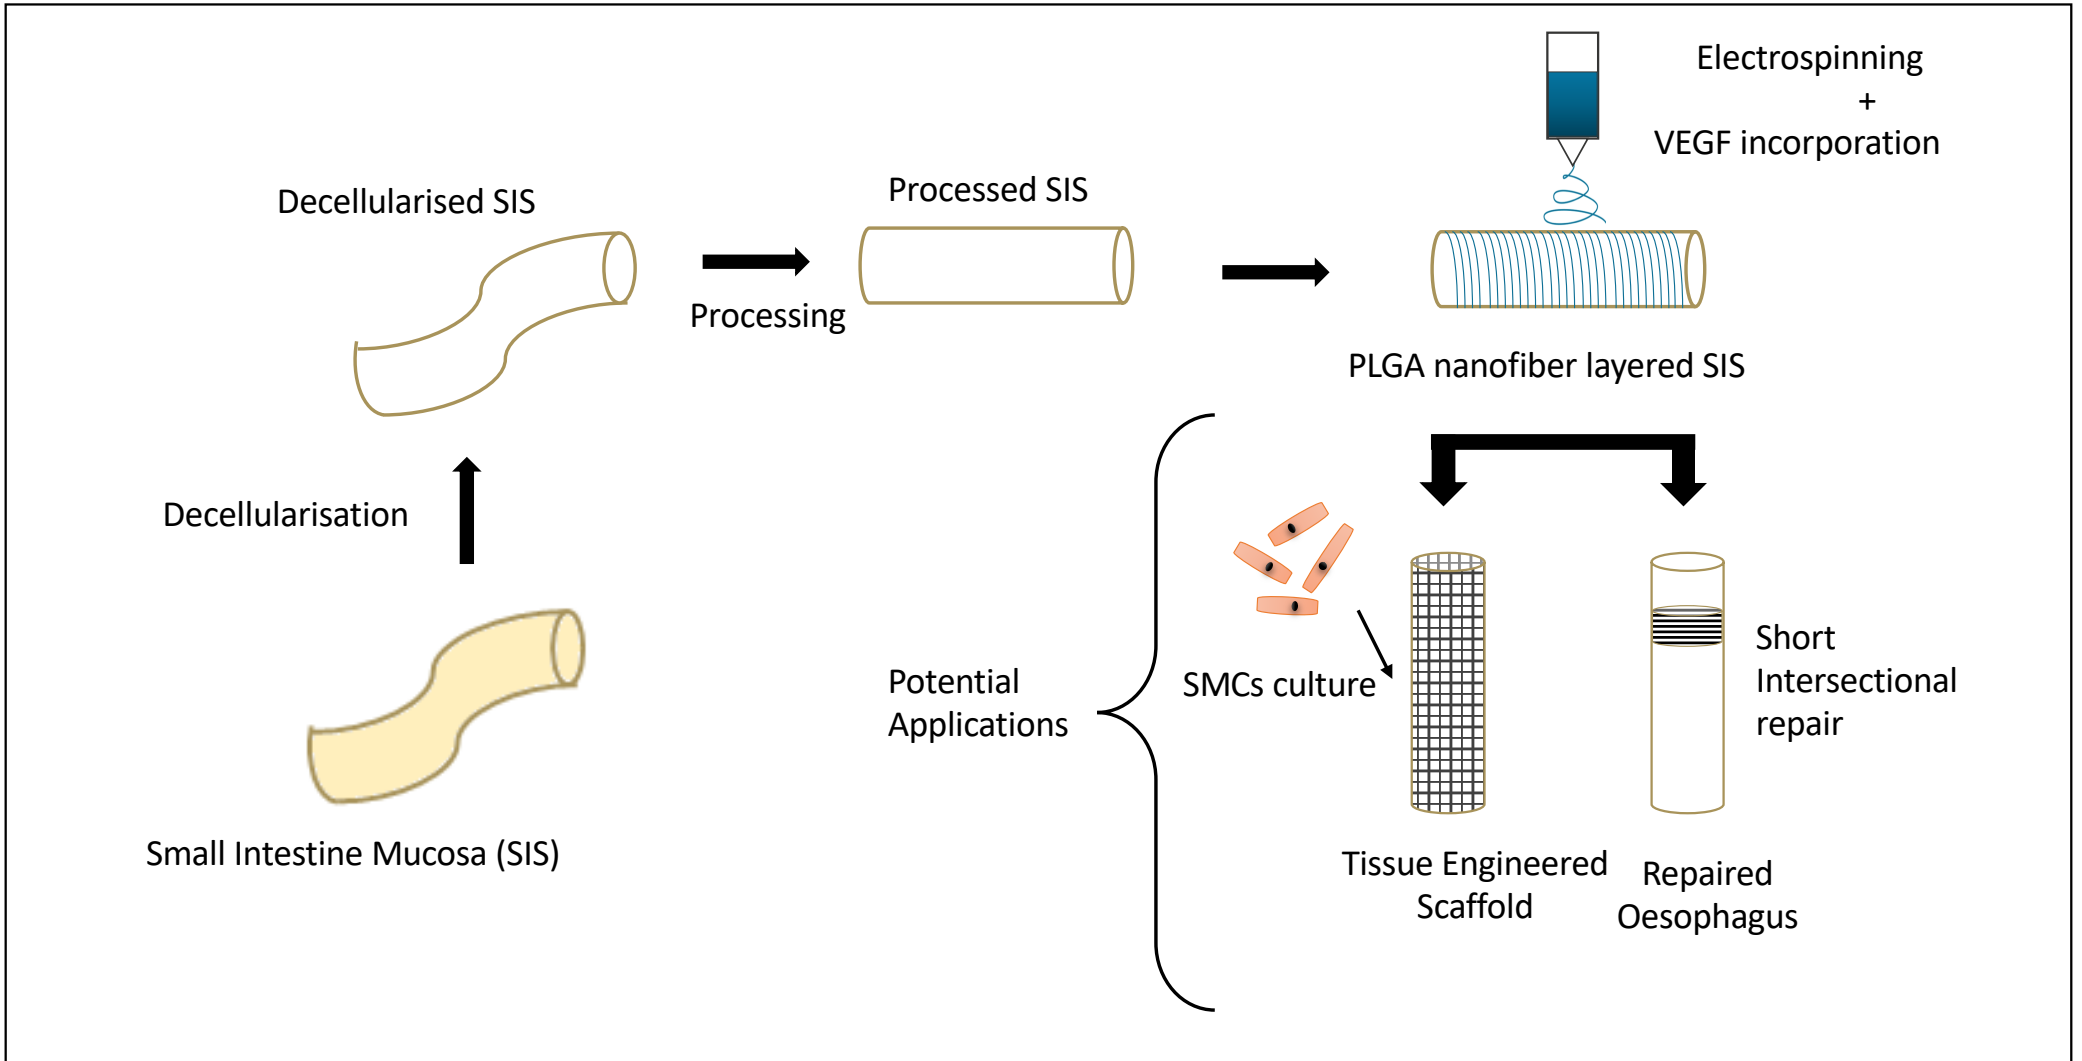 Electrospinning
+
VEGF incorporation
Decellularised SIS
Processed SIS
Processing
PLGA nanofiber layered SIS
Decellularisation
Small Intestine Mucosa (SIS)
Potential
Applications
SMCs culture
Short
Intersectional
repair
Tissue Engineered
Scaffold
Repaired
Oesophagus